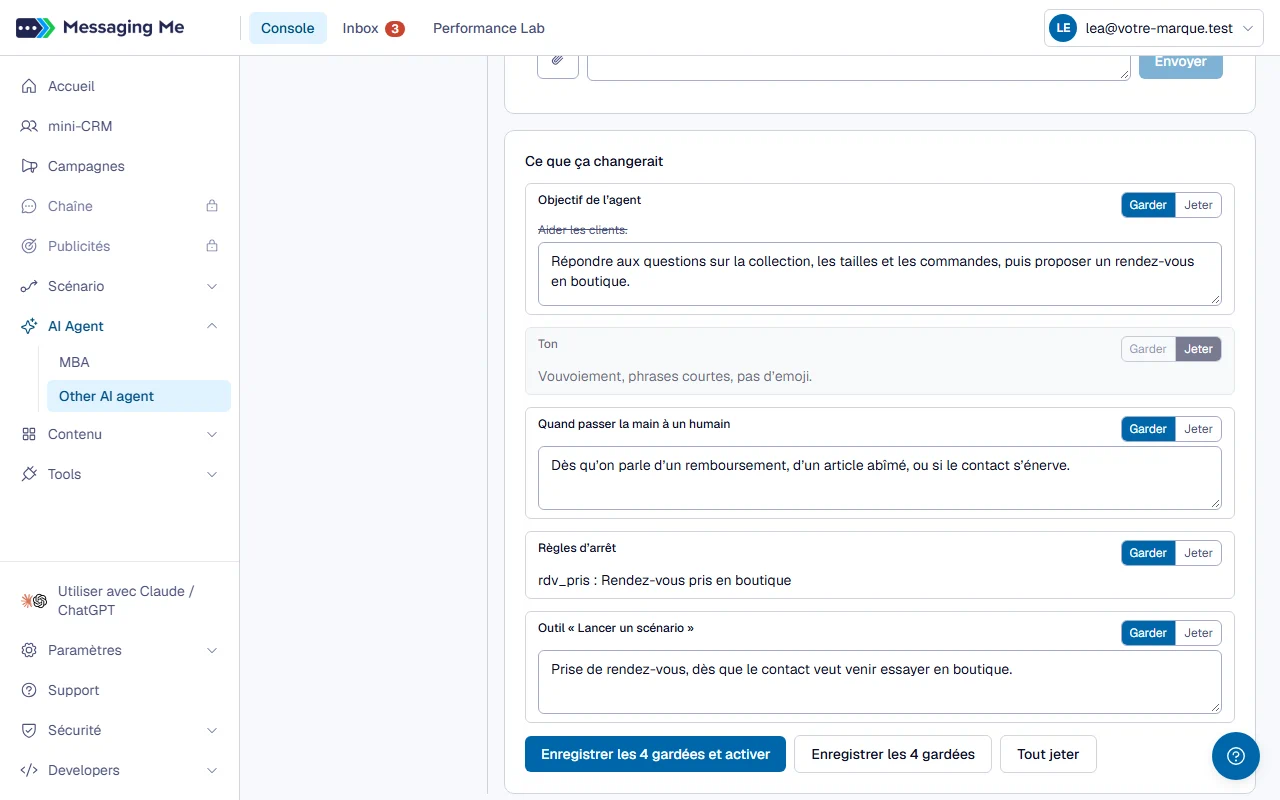 Messaging Me
Console
Inbox 3
Performance Lab
LE lea@votre-marque.test
Accueil
mini-CRM
Campagnes
Chaîne
Publicités
Scénario
AI Agent
MBA
Other AI agent
Contenu
Tools
Utiliser avec Claude /
ChatGPT
Paramètres
Support
Sécurité
Developers
Envoyer
Ce que ça changerait
Objectif de l'agent
Garder Jeter
Aider les clients.
Répondre aux questions sur la collection, les tailles et les commandes, puis proposer un rendez-vous
en boutique.
Ton
Garder Jeter
Vouvoiement, phrases courtes, pas d'emoji.
Quand passer la main à un humain
Garder Jeter
Dès qu'on parle d'un remboursement, d'un article abîmé, ou si le contact s'énerve.
Règles d'arrêt
Garder Jeter
rdv_pris : Rendez-vous pris en boutique
Outil « Lancer un scénario »
Garder Jeter
Prise de rendez-vous, dès que le contact veut venir essayer en boutique.
Enregistrer les 4 gardées et activer
Enregistrer les 4 gardées
Tout jeter